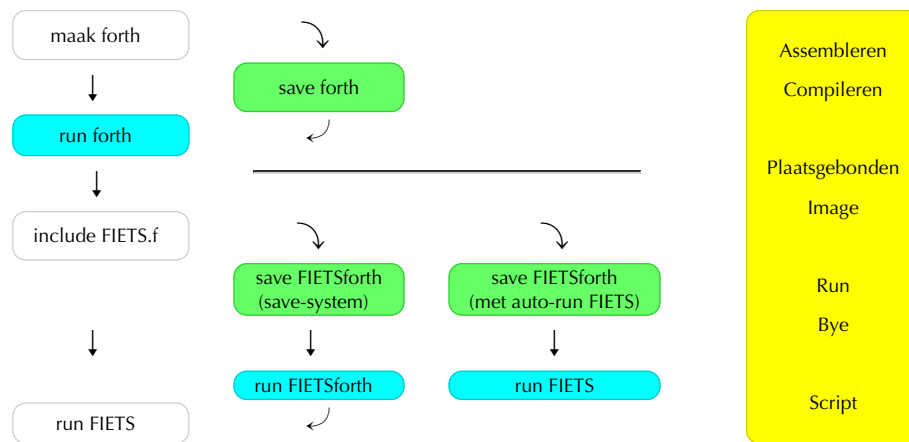 maak forth
save forth
run forth
include FIETS.f
save FIETSforth
(save-system)
save FIETSforth
(met auto-run FIETS)
run FIETSforth
run FIETS
run FIETS
Assembleren
Compileren
Plaatsgebonden
Image
Run
Bye
Script